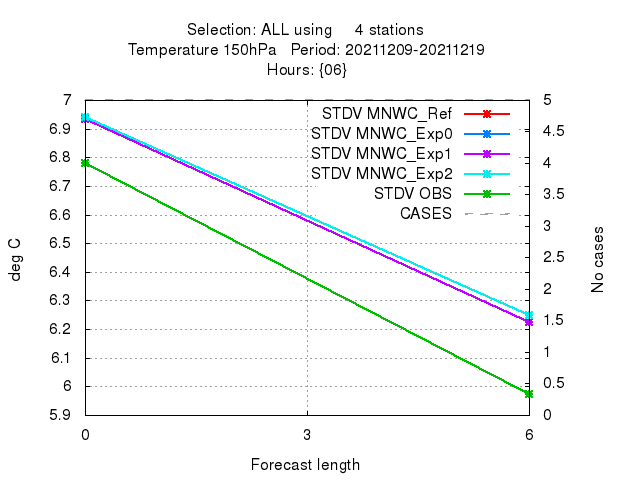 Selection: ALL using     4 stations
Temperature 150hPa   Period: 20211209-20211219
Hours: {06}
7
6.9
6.8
6.7
6.6
6.5
6.4
6.3
6.2
6.1
6
5.9
deg C
STDV MNWC_Ref
STDV MNWC_Exp0
STDV MNWC_Exp1
STDV MNWC_Exp2
STDV OBS
CASES
5
4.5
4
3.5
3
2.5
2
1.5
1
0.5
0
No cases
0 3 6
Forecast length